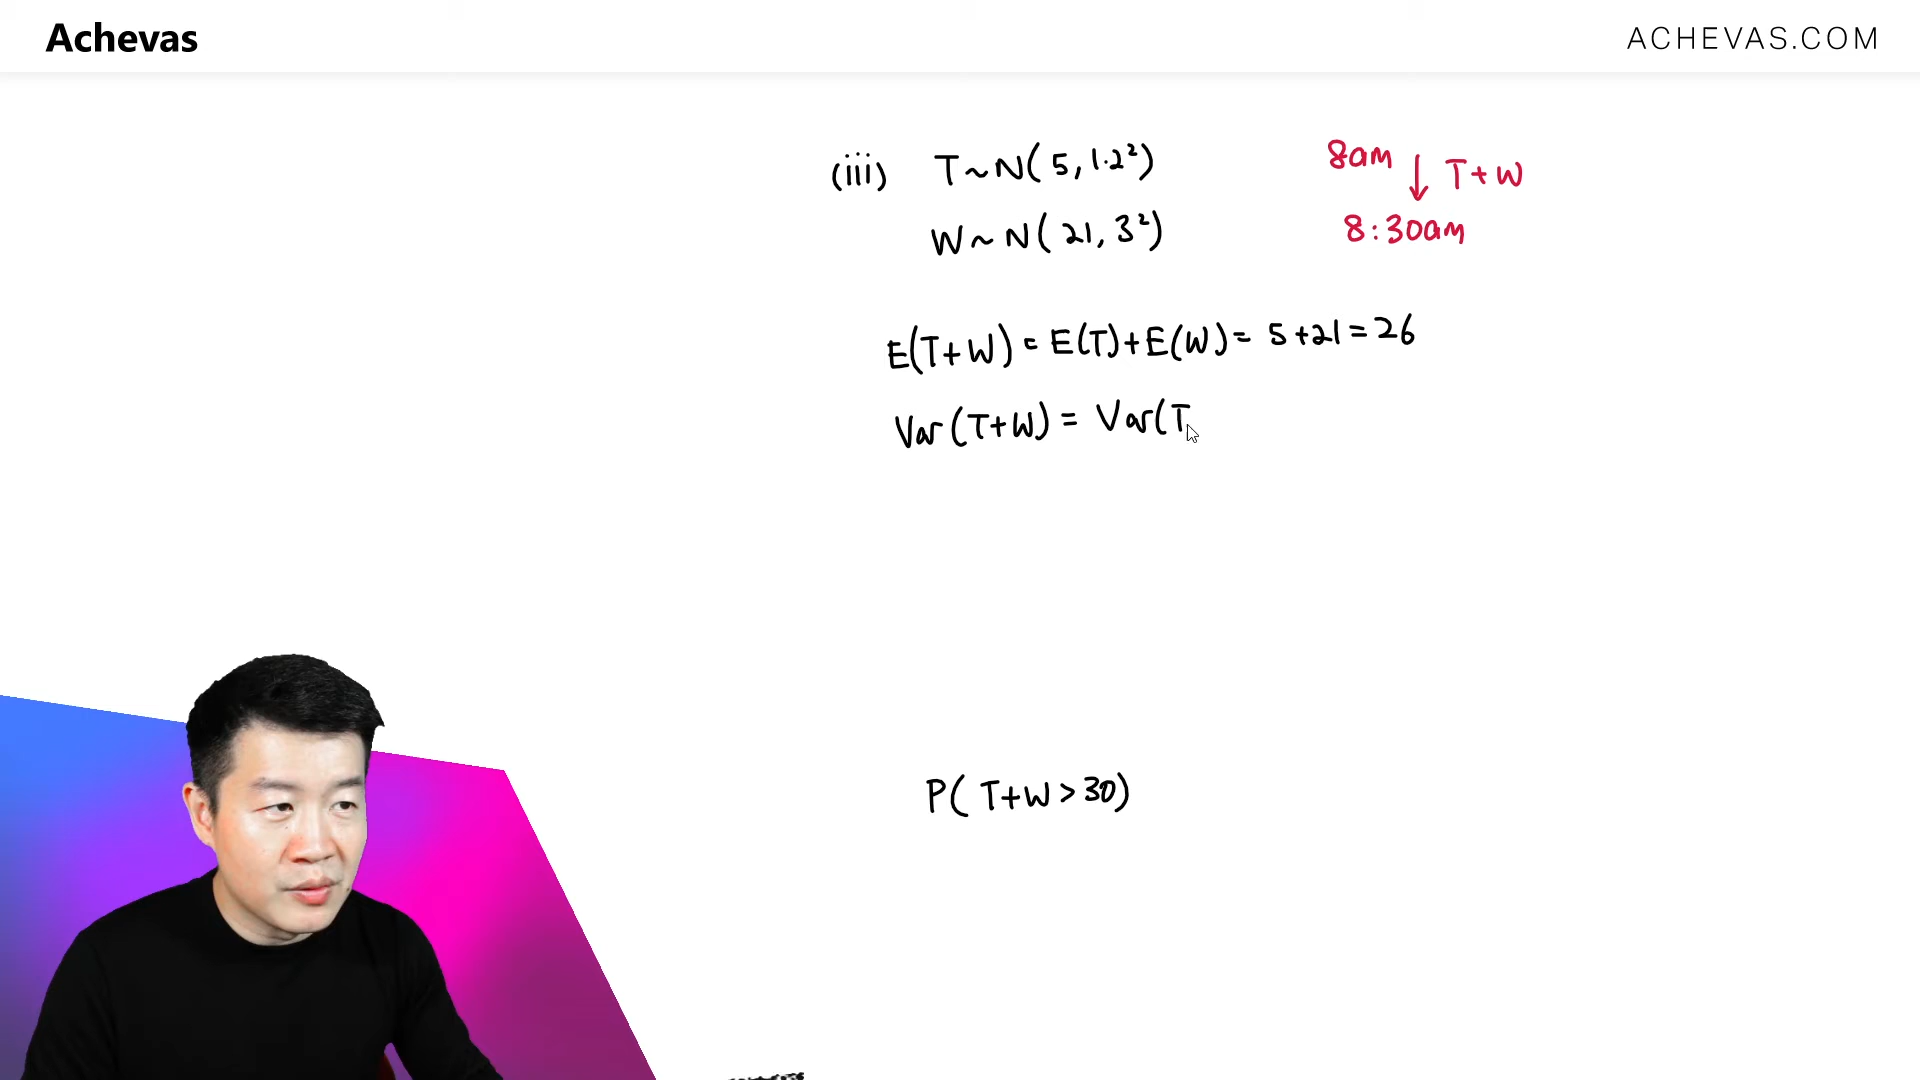 Achevas
ACHEVAS.COM
(iii) T~N(5, 1.2²)
W~N(21, 3²)
8am ↓ T+W
8:30am
E(T+W) = E(T)+E(W) = 5+21 = 26
Var(T+W) = Var(T
P(T+W>30)